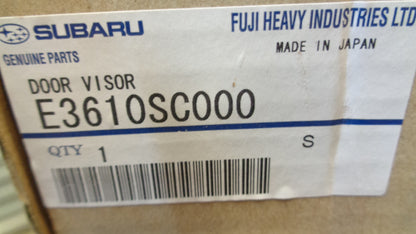 SUBARU
FUJI HEAVY INDUSTRIES LTD
GENUINE PARTS
MADE IN JAPAN
DOOR VISOR
E3610SC000
QTY 1
S